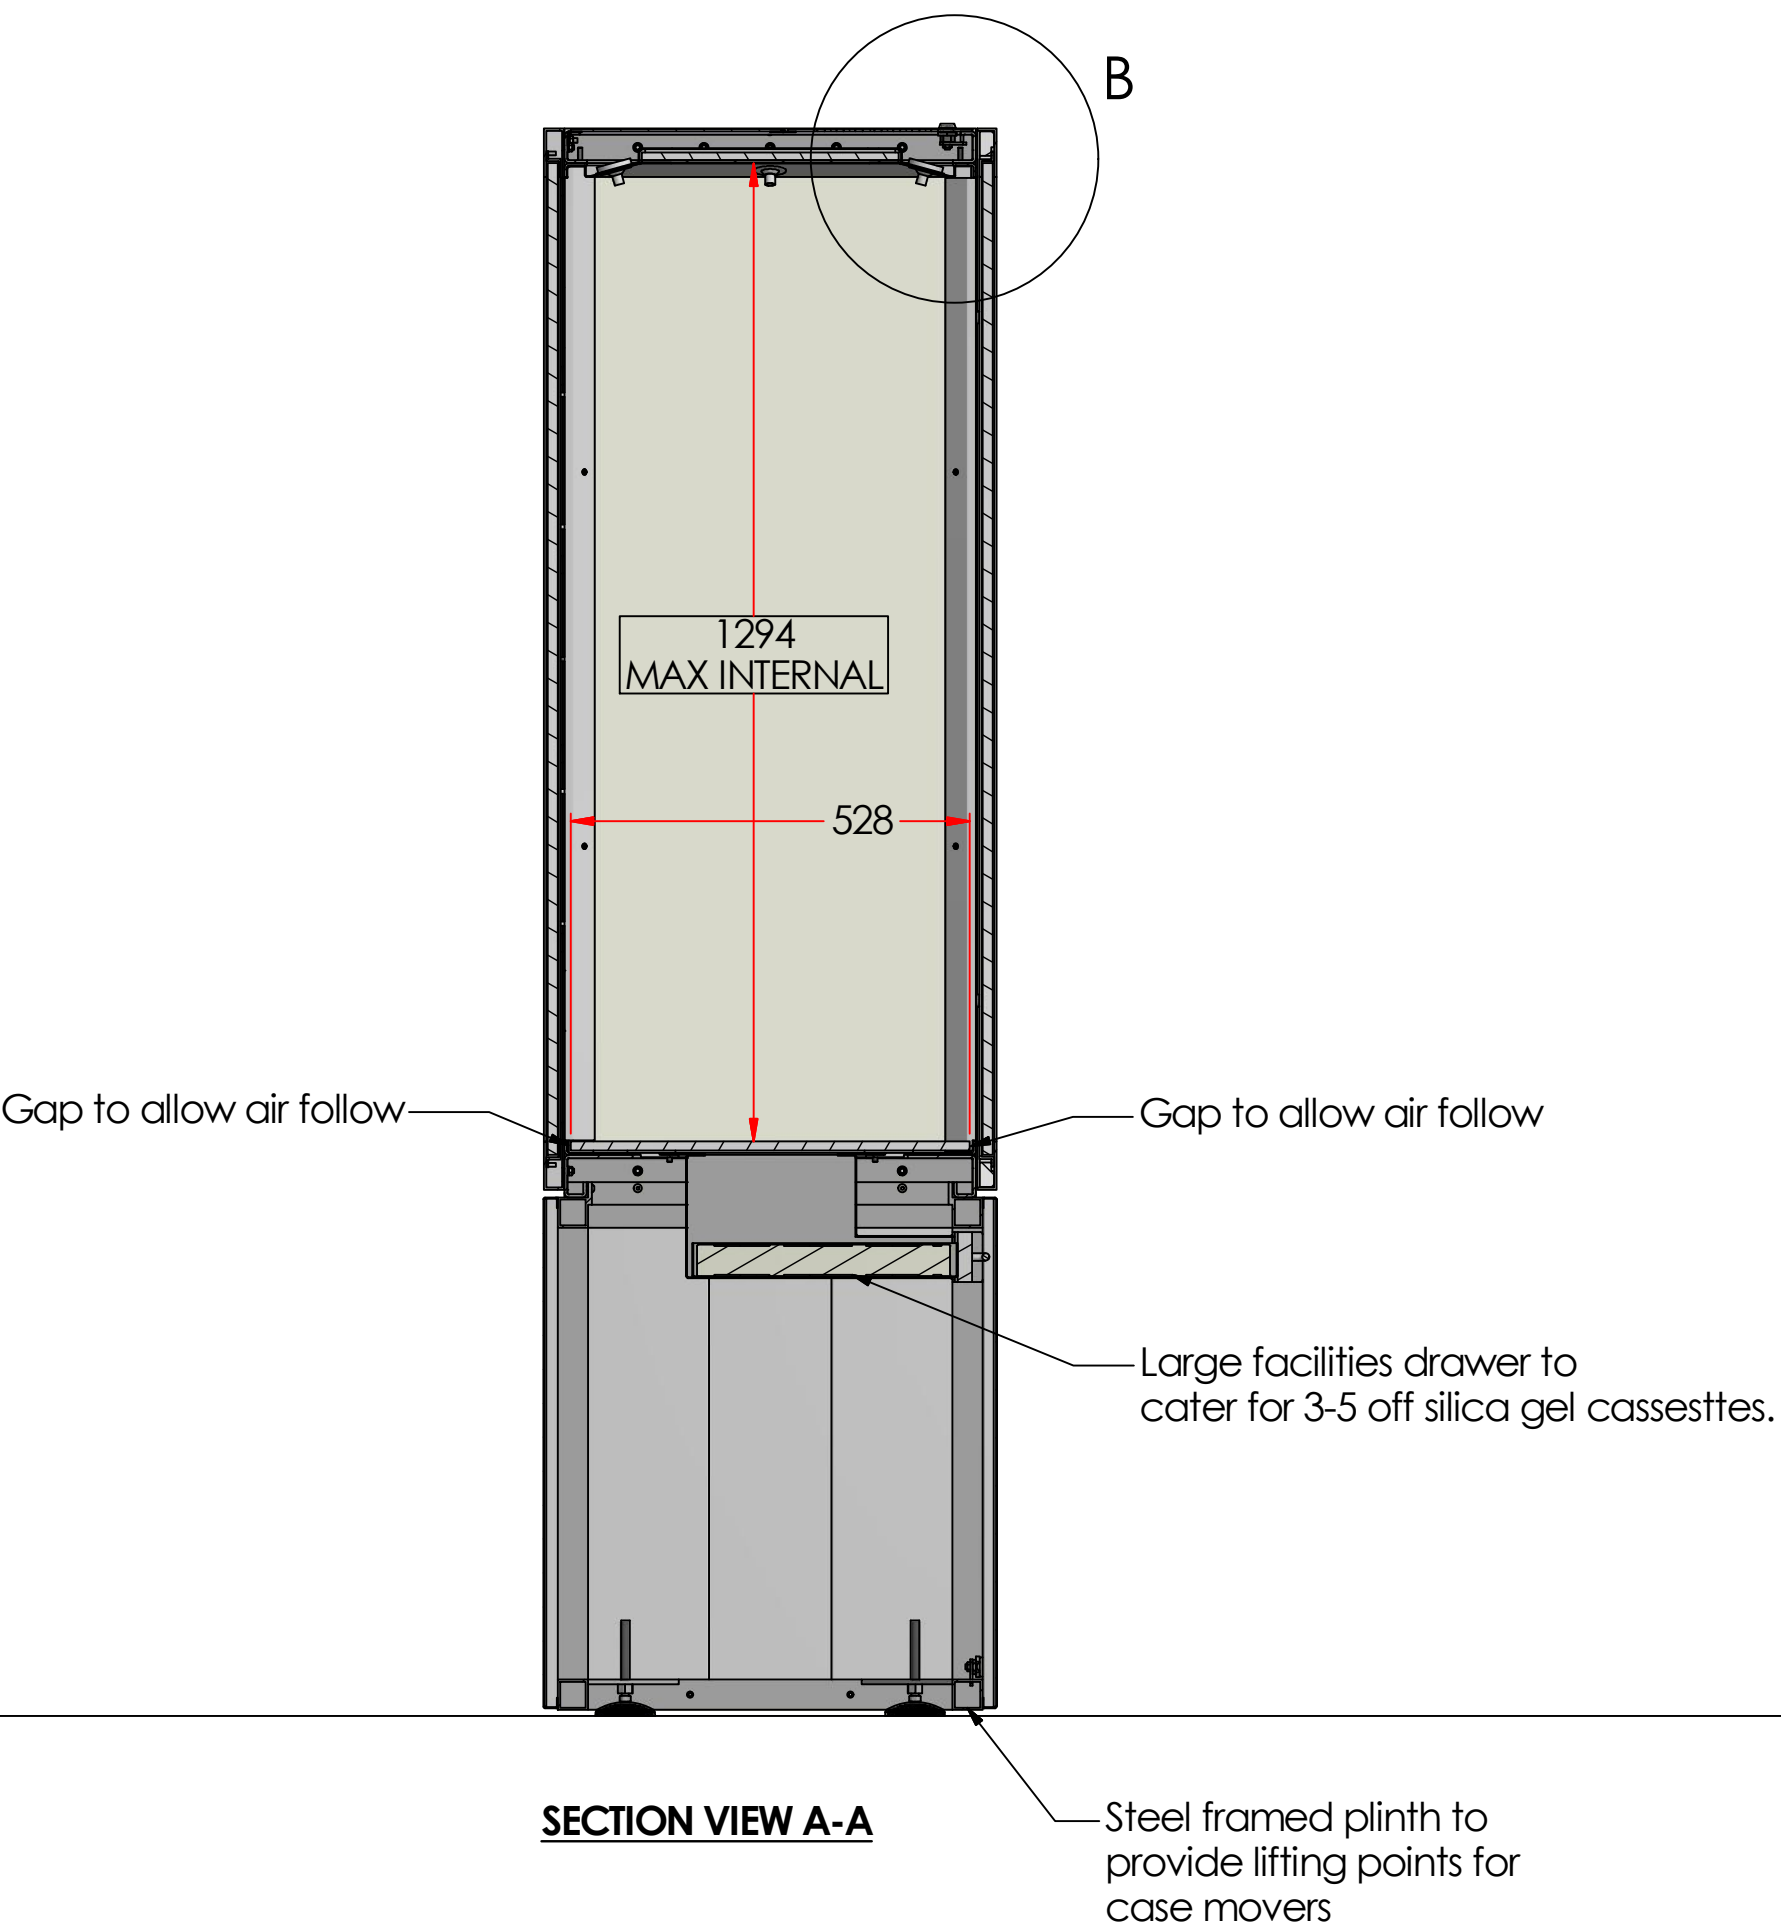 B
1294
MAX INTERNAL
528
Gap to allow air follow
Gap to allow air follow
Large facilities drawer to
cater for 3-5 off silica gel cassesttes.
SECTION VIEW A-A
Steel framed plinth to
provide lifting points for
case movers